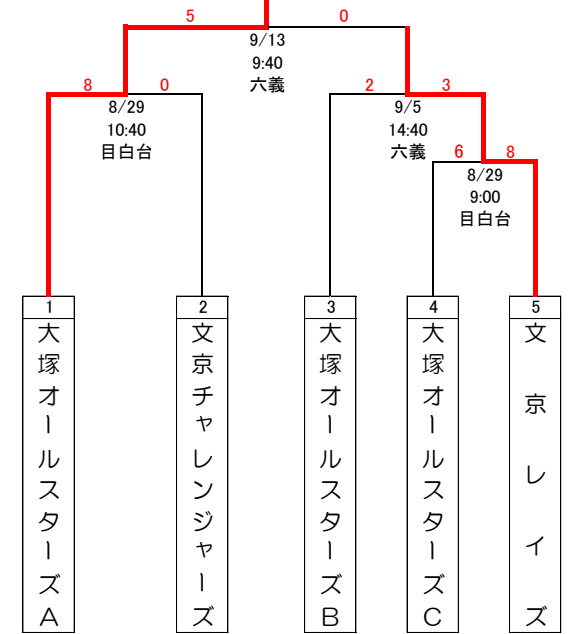 5 0
9/13
9:40
六義
8 0
8/29
10:40
目白台
2 3
9/5
14:40
六義
6 8
8/29
9:00
目白台
1
大塚オールスターズA
2
文京チャレンジャーズ
3
大塚オールスターズB
4
大塚オールスターズC
5
文京レイズ